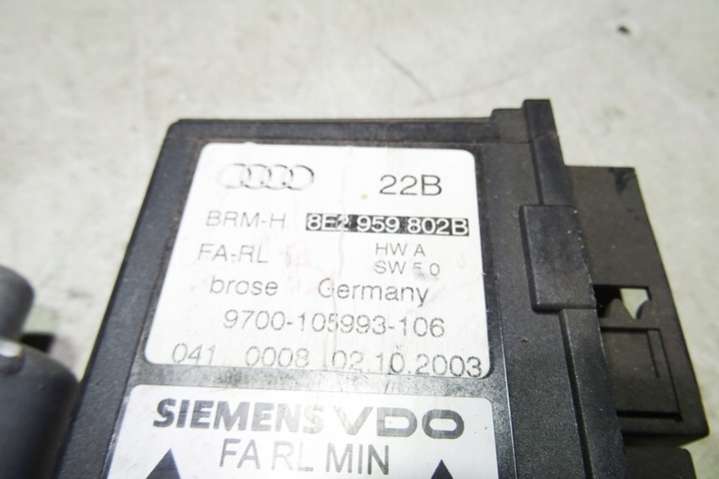 22B
BRM-H 8E2 959 802B
FA-RL HW A
SW 5.0
brose Germany
9700-105993-106
041 0008 02.10.2003
SIEMENS VDO
FA RL MIN